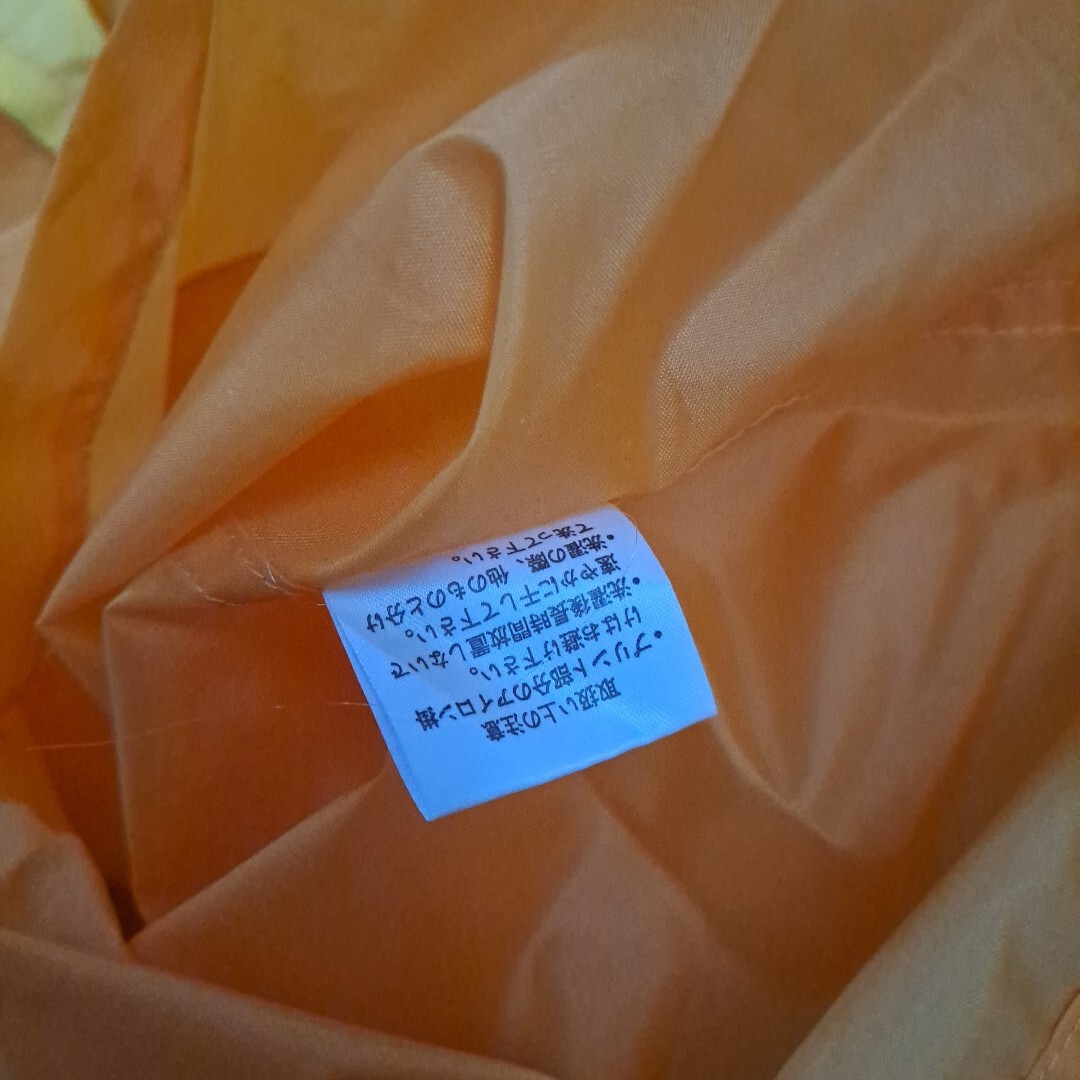 取扱い上の注意
・プリント部分のアイロン掛
けはお避け下さい。
・洗濯後長時間放置しないで
速やかに干して下さい。
・洗濯の際、他のものと分け
て洗って下さい。